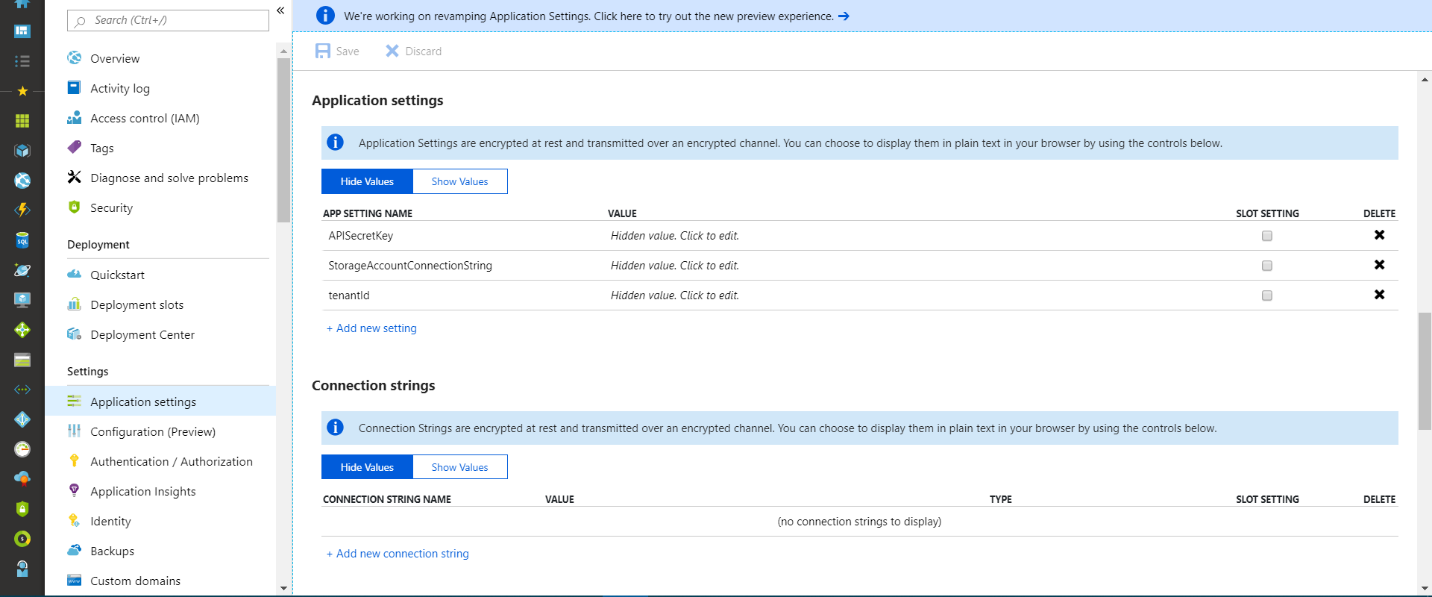 Search (Ctrl+/)
«
Overview
Activity log
Access control (IAM)
Tags
Diagnose and solve problems
Security
Deployment
Quickstart
Deployment slots
Deployment Center
Settings
Application settings
Configuration (Preview)
Authentication / Authorization
Application Insights
Identity
Backups
Custom domains
SQL
We're working on revamping Application Settings. Click here to try out the new preview experience. →
Save Discard
Application settings
Application Settings are encrypted at rest and transmitted over an encrypted channel. You can choose to display them in plain text in your browser by using the controls below.
Hide Values Show Values
APP SETTING NAME VALUE SLOT SETTING DELETE
APISecretKey Hidden value. Click to edit.
StorageAccountConnectionString Hidden value. Click to edit.
tenantId Hidden value. Click to edit.
+ Add new setting
Connection strings
Connection Strings are encrypted at rest and transmitted over an encrypted channel. You can choose to display them in plain text in your browser by using the controls below.
Hide Values Show Values
CONNECTION STRING NAME VALUE TYPE SLOT SETTING DELETE
(no connection strings to display)
+ Add new connection string